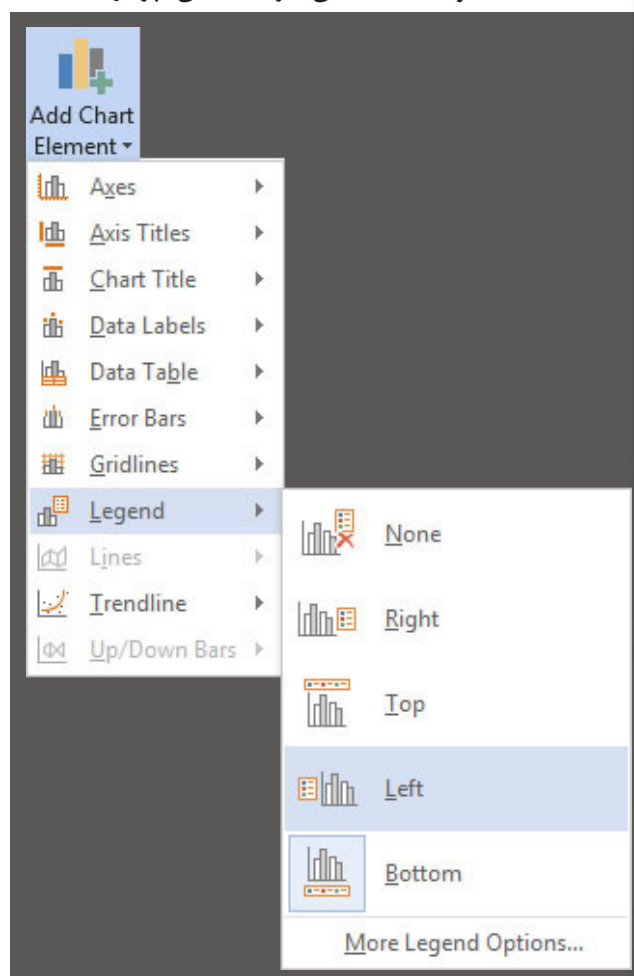 Add Chart
Element
Axes
Axis Titles
Chart Title
Data Labels
Data Table
Error Bars
Gridlines
Legend
Lines
Trendline
Up/Down Bars
None
Right
Top
Left
Bottom
More Legend Options...